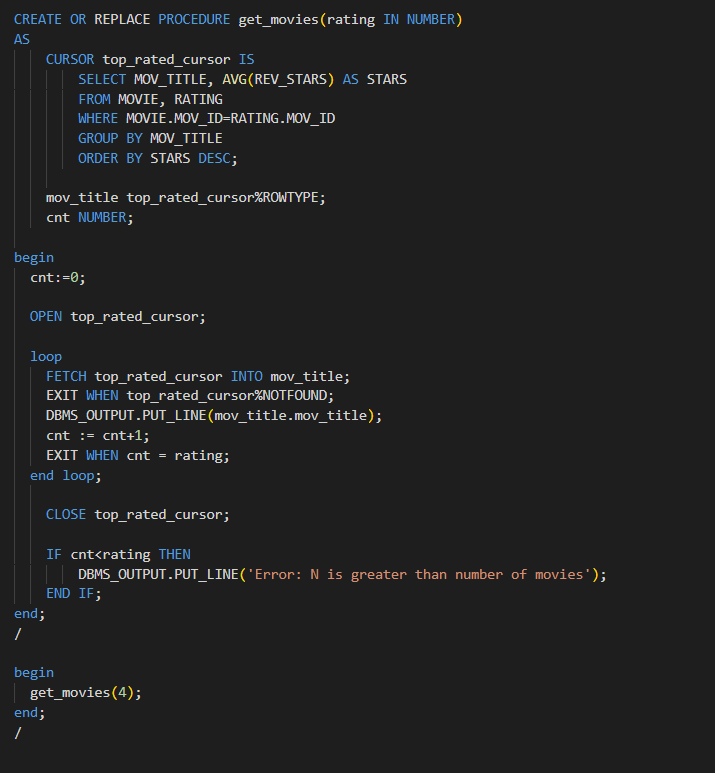 CREATE OR REPLACE PROCEDURE get_movies(rating IN NUMBER)
AS
    CURSOR top_rated_cursor IS
        SELECT MOV_TITLE, AVG(REV_STARS) AS STARS
        FROM MOVIE, RATING
        WHERE MOVIE.MOV_ID=RATING.MOV_ID
        GROUP BY MOV_TITLE
        ORDER BY STARS DESC;
    mov_title top_rated_cursor%ROWTYPE;
    cnt NUMBER;
begin
  cnt:=0;
  OPEN top_rated_cursor;
  loop
    FETCH top_rated_cursor INTO mov_title;
    EXIT WHEN top_rated_cursor%NOTFOUND;
    DBMS_OUTPUT.PUT_LINE(mov_title.mov_title);
    cnt := cnt+1;
    EXIT WHEN cnt = rating;
  end loop;
    CLOSE top_rated_cursor;
    IF cnt<rating THEN
        DBMS_OUTPUT.PUT_LINE('Error: N is greater than number of movies');
    END IF;
end;
/
begin
  get_movies(4);
end;
/